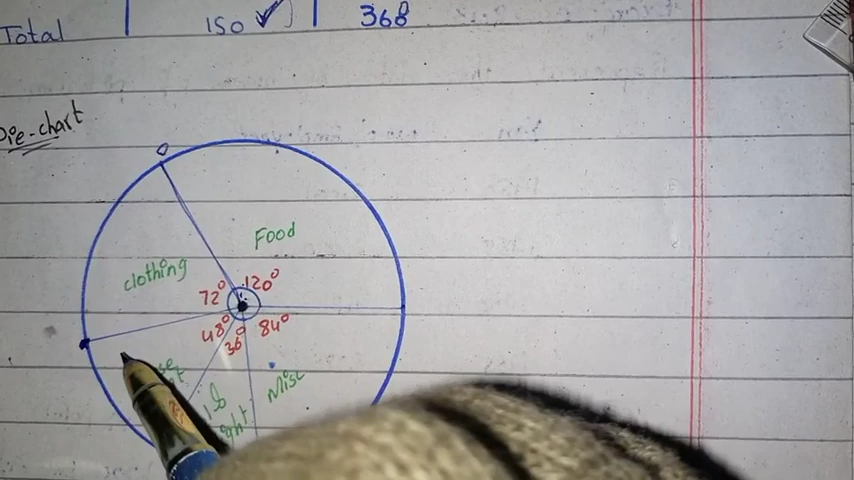 Total 150 368
Pie-chart
Food
clothing
120°
72°
48° 84°
36°
Misc